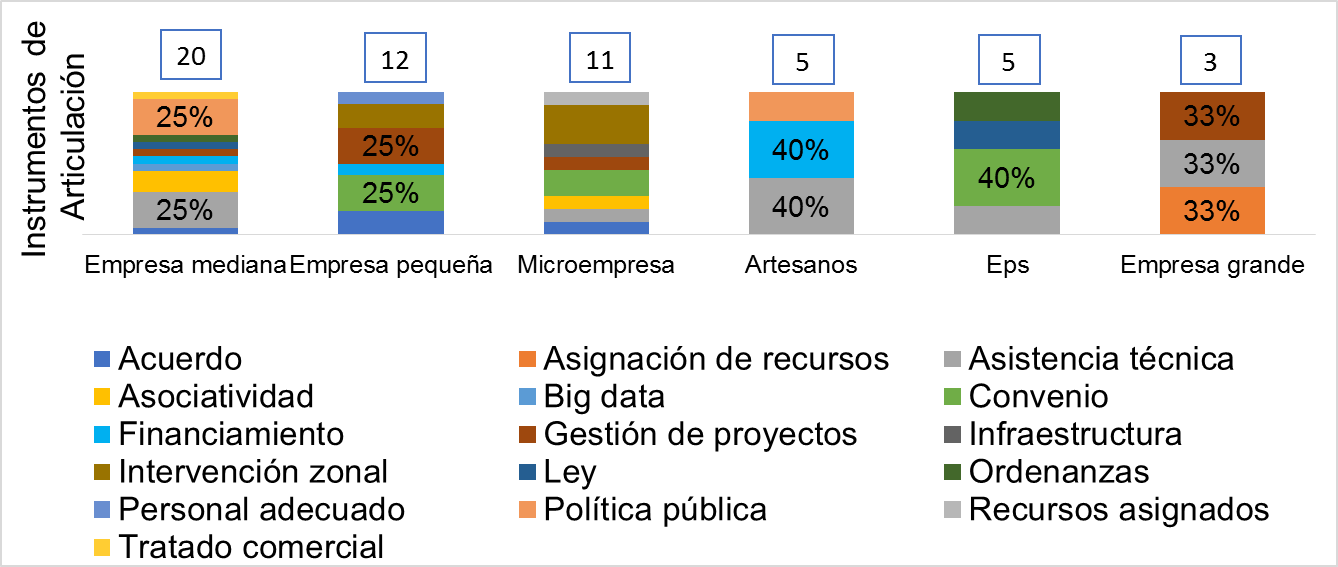 Instrumentos de
Articulación
20 12 11 5 5 3
25% 25%
25% 25%
40% 40%
40%
33% 33% 33%
Empresa mediana Empresa pequeña Microempresa Artesanos Eps Empresa grande
Acuerdo Asignación de recursos Asistencia técnica
Asociatividad Big data Convenio
Financiamiento Gestión de proyectos Infraestructura
Intervención zonal Ley Ordenanzas
Personal adecuado Política pública Recursos asignados
Tratado comercial